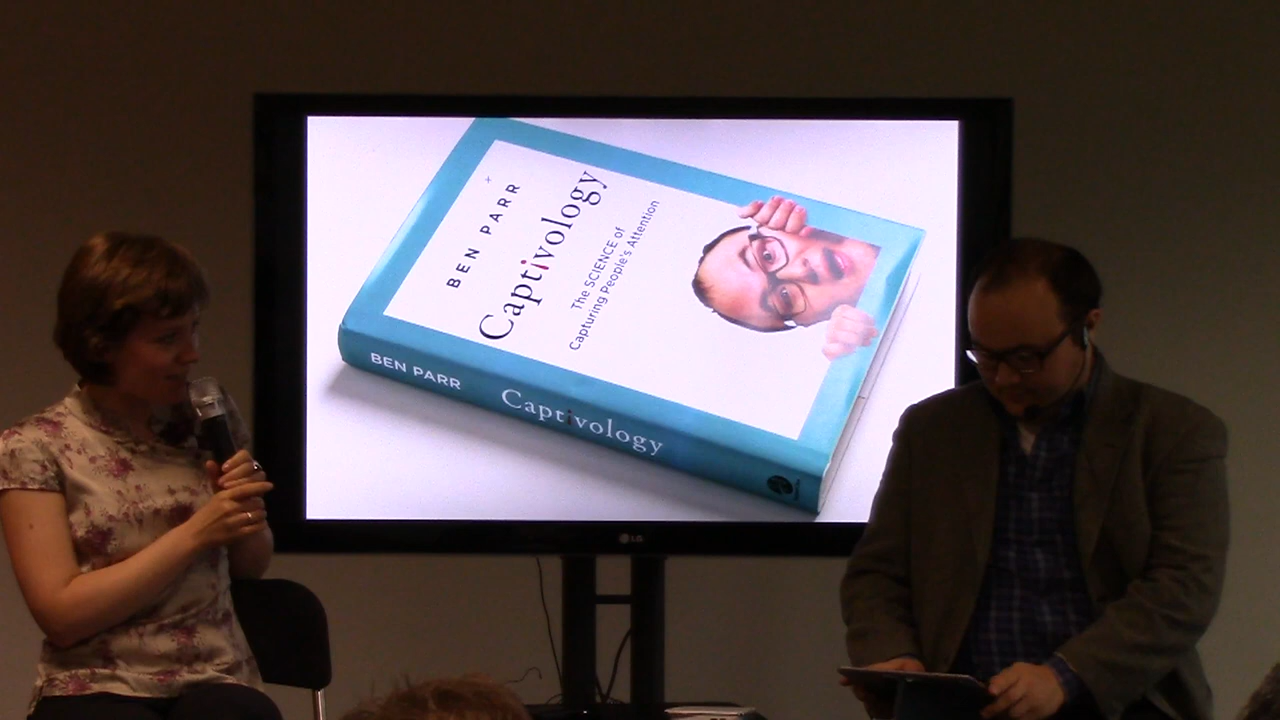 BEN PARR
Captivology
The SCIENCE of
Capturing People's Attention
BEN PARR
Captivology
LG